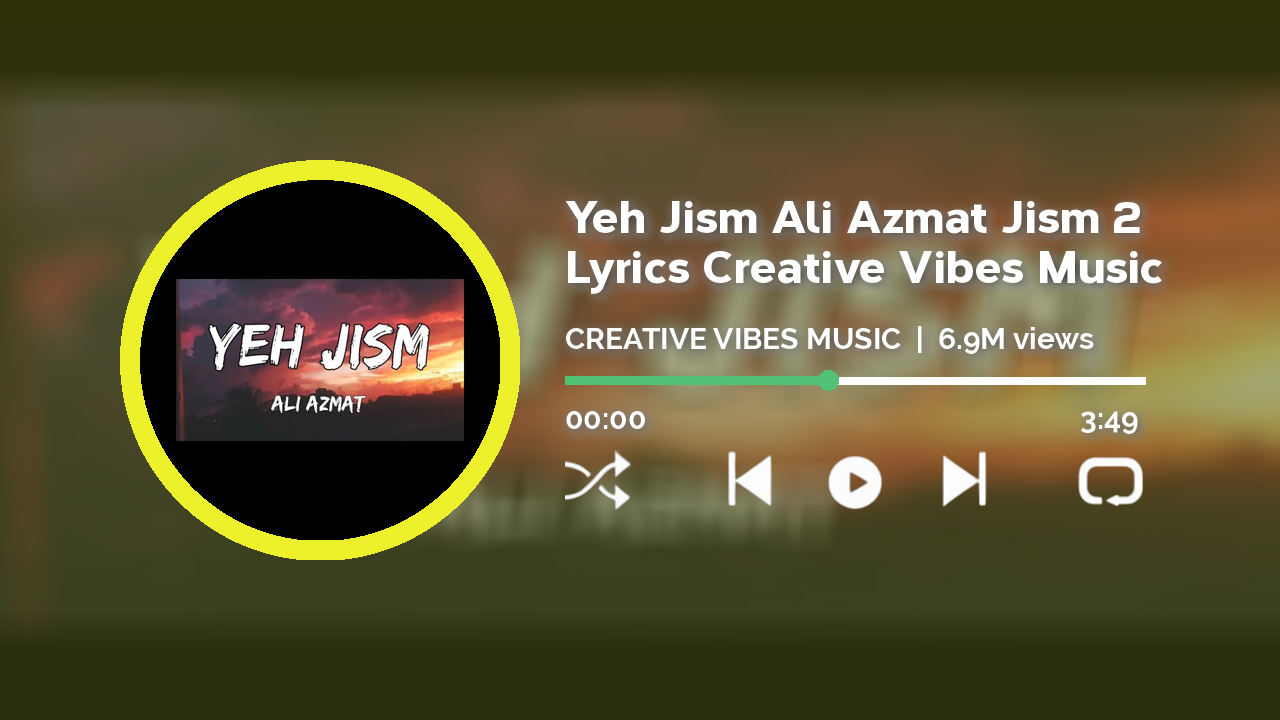 YEH JISM
ALI AZMAT
Yeh Jism Ali Azmat Jism 2
Lyrics Creative Vibes Music
CREATIVE VIBES MUSIC | 6.9M views
00:00
3:49